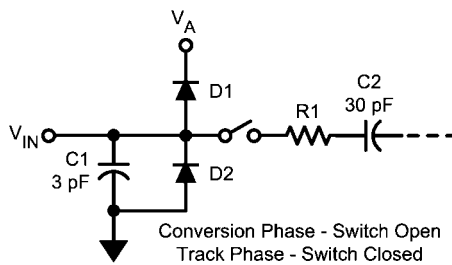 VA
D1
C2
30 pF
R1
VIN
C1
3 pF
D2
Conversion Phase - Switch Open
Track Phase - Switch Closed